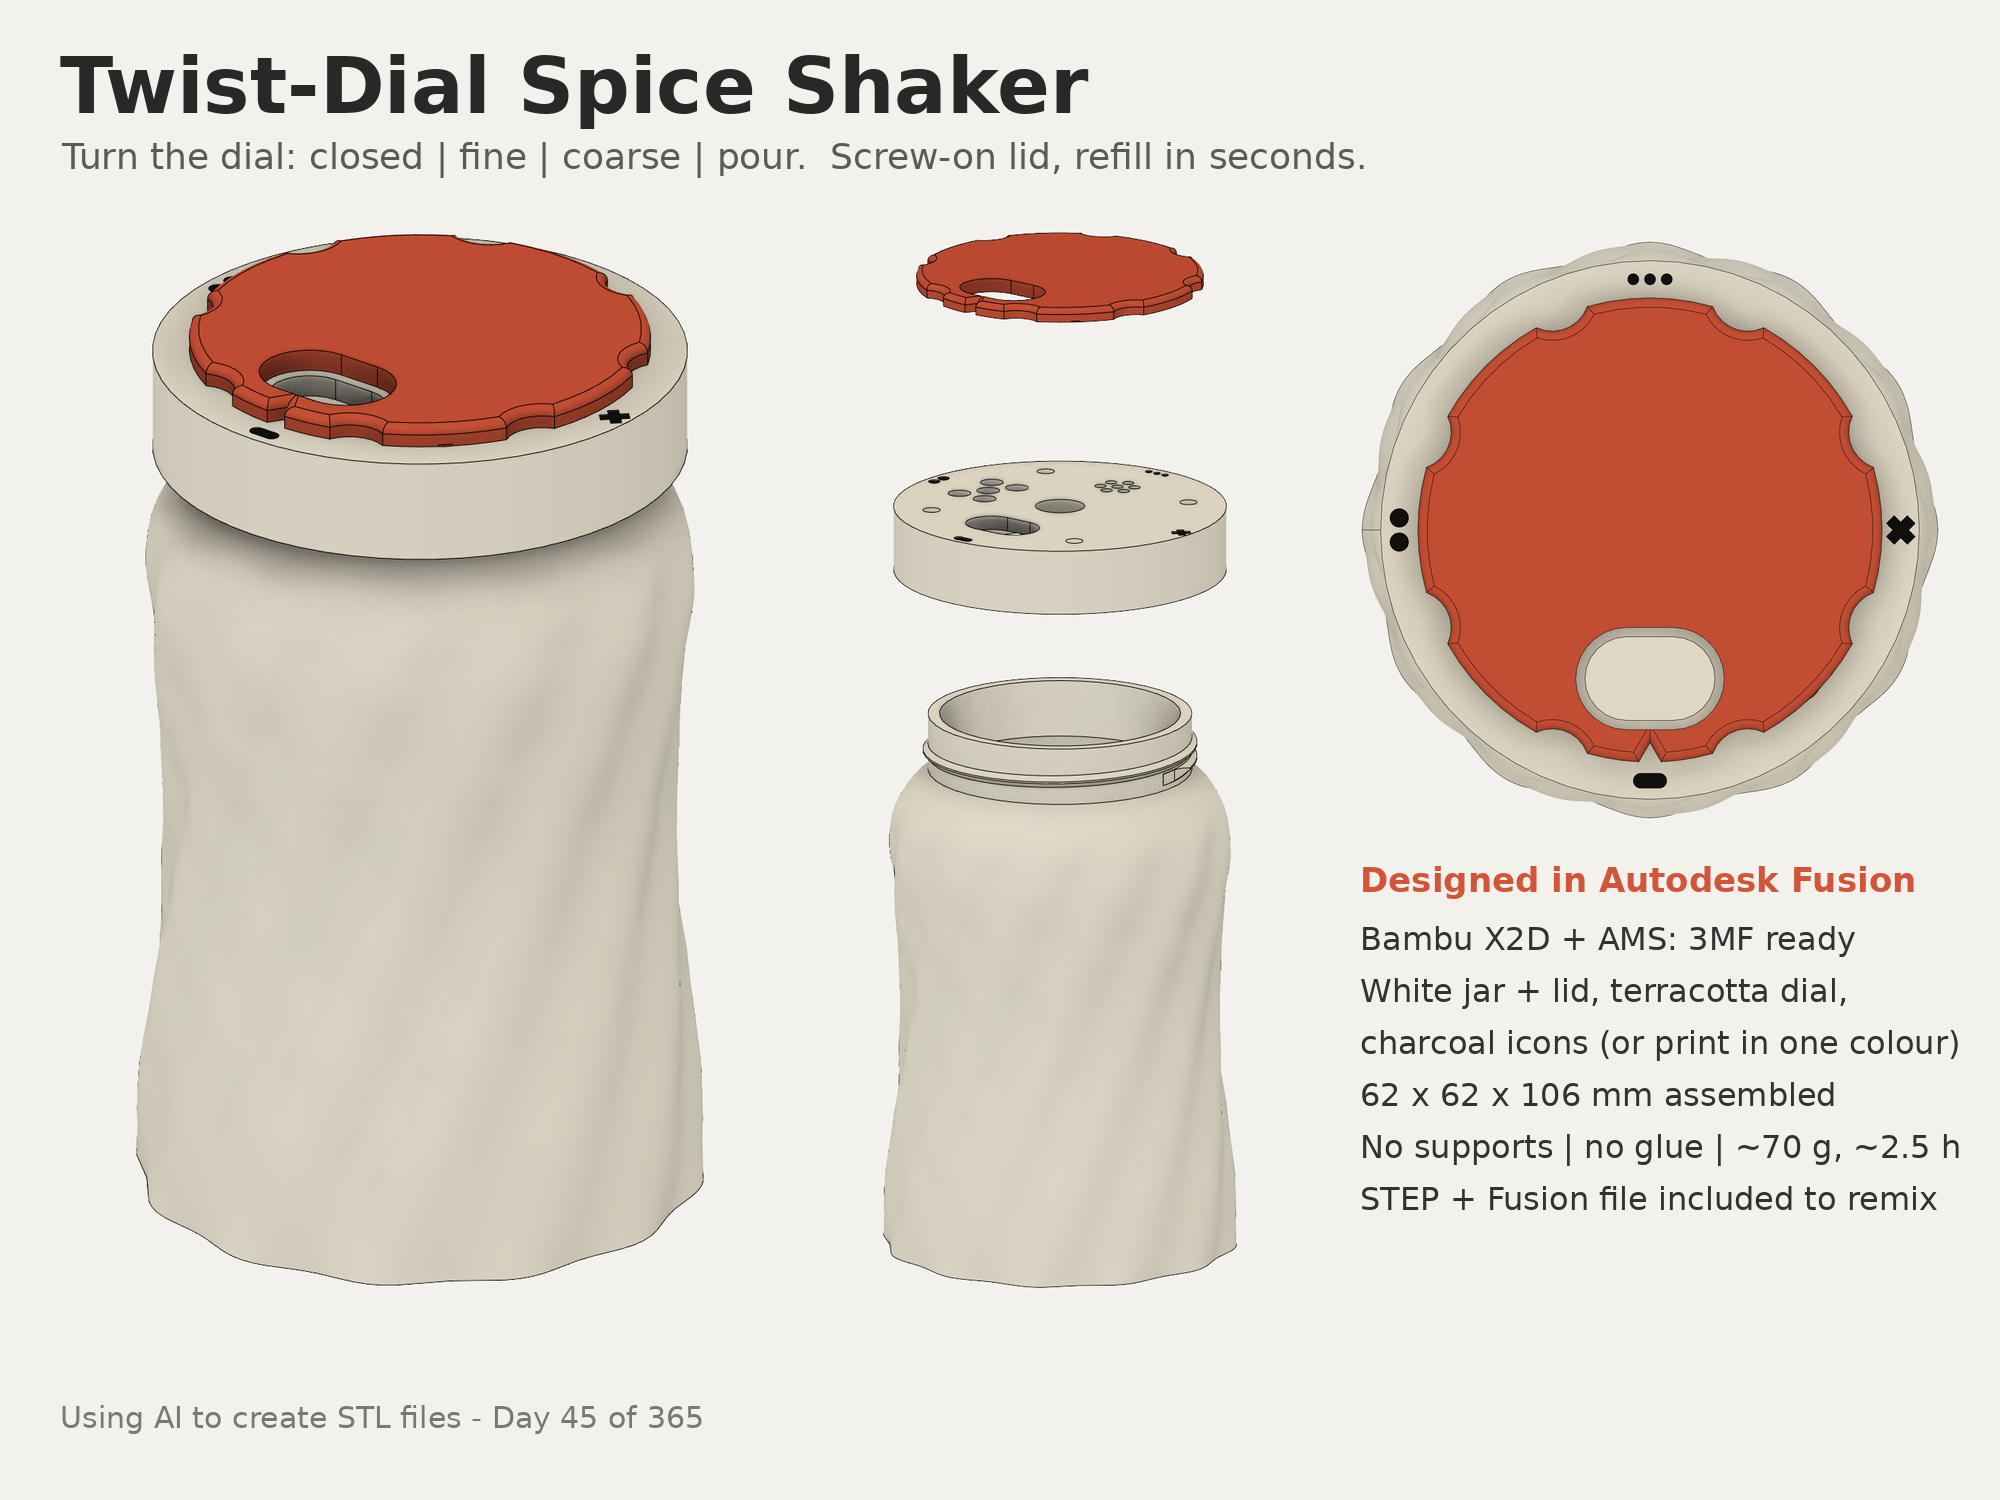 Twist-Dial Spice Shaker
Turn the dial: closed | fine | coarse | pour.  Screw-on lid, refill in seconds.
Designed in Autodesk Fusion
Bambu X2D + AMS: 3MF ready
White jar + lid, terracotta dial,
charcoal icons (or print in one colour)
62 x 62 x 106 mm assembled
No supports | no glue | ~70 g, ~2.5 h
STEP + Fusion file included to remix
Using AI to create STL files - Day 45 of 365